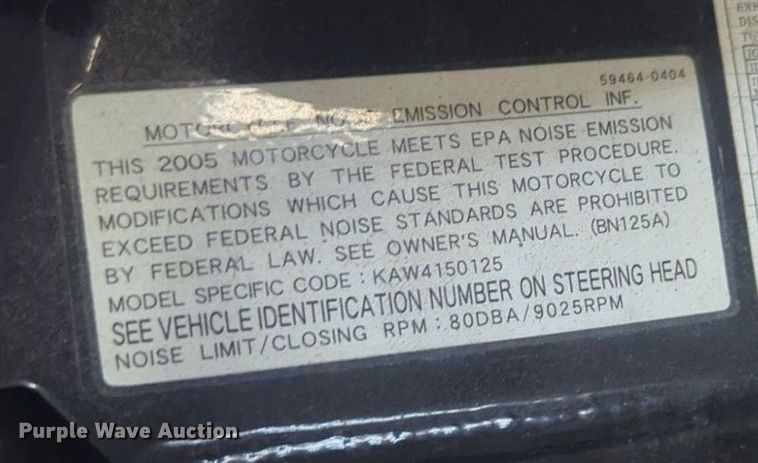 59464-0404
MOTORCYCLE NOISE EMISSION CONTROL INF.
THIS 2005 MOTORCYCLE MEETS EPA NOISE EMISSION
REQUIREMENTS BY THE FEDERAL TEST PROCEDURE.
MODIFICATIONS WHICH CAUSE THIS MOTORCYCLE TO
EXCEED FEDERAL NOISE STANDARDS ARE PROHIBITED
BY FEDERAL LAW. SEE OWNER'S MANUAL. (BN125A)
MODEL SPECIFIC CODE : KAW4150125
SEE VEHICLE IDENTIFICATION NUMBER ON STEERING HEAD
NOISE LIMIT/CLOSING RPM : 80DBA/9025RPM
Purple Wave Auction